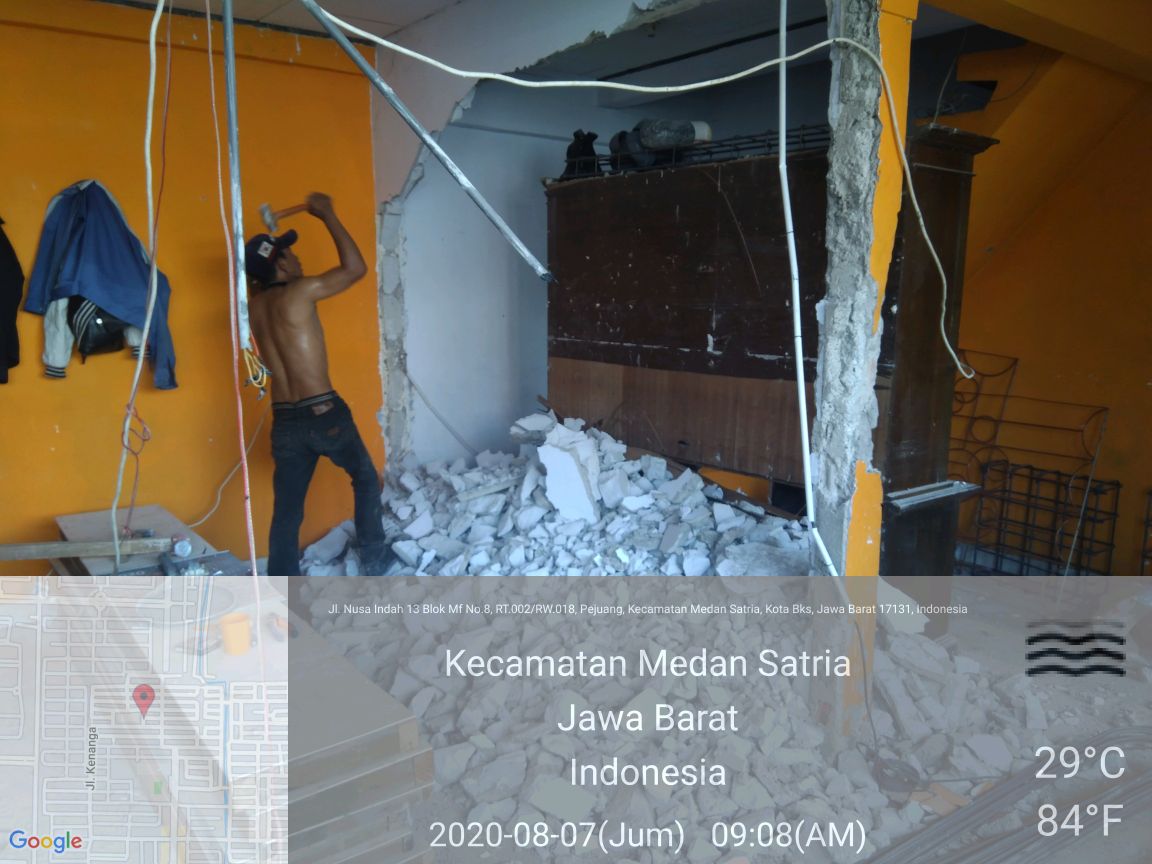 Jl. Nusa Indah 13 Blok Mf No.8, RT.002/RW.018, Pejuang, Kecamatan Medan Satria, Kota Bks, Jawa Barat 17131, Indonesia
Kecamatan Medan Satria
Jawa Barat
Indonesia
2020-08-07(Jum) 09:08(AM)
29°C
84°F
Jl. Kenanga
Google